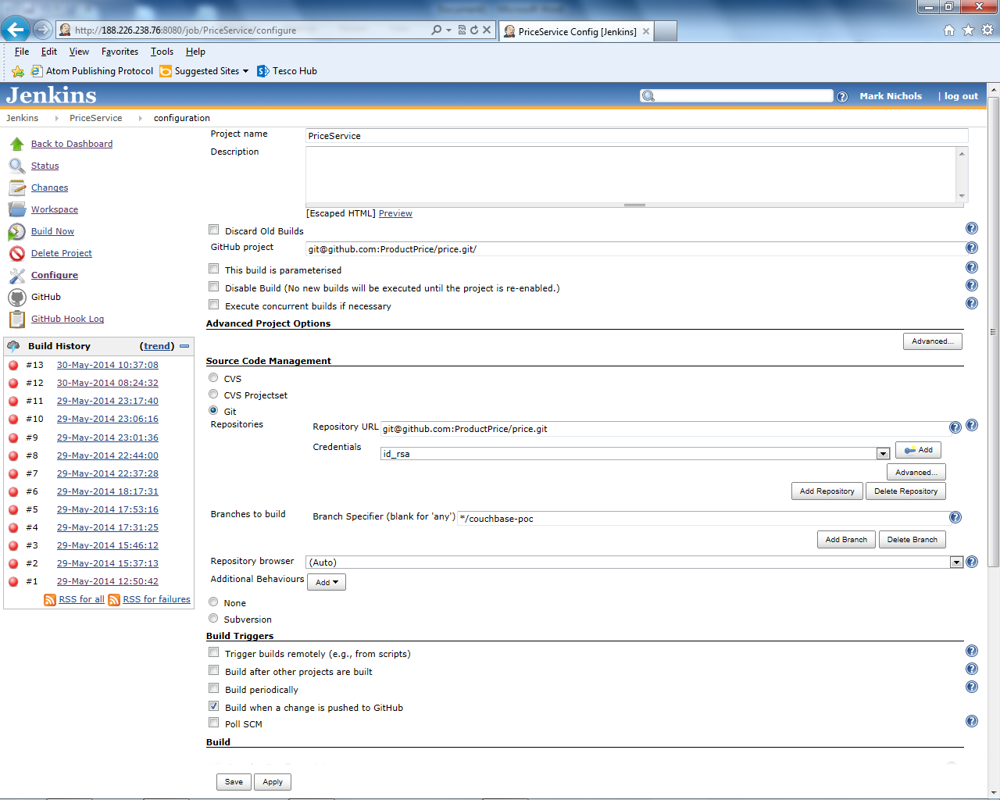 http://188.226.238.76:8080/job/PriceService/configure
PriceService Config [Jenkins]
File Edit View Favorites Tools Help
Atom Publishing Protocol Suggested Sites Tesco Hub
Jenkins
Mark Nichols | log out
Jenkins PriceService configuration
Back to Dashboard
Status
Changes
Workspace
Build Now
Delete Project
Configure
GitHub
GitHub Hook Log
Build History (trend)
#13 30-May-2014 10:37:08
#12 30-May-2014 08:24:32
#11 29-May-2014 23:17:40
#10 29-May-2014 23:06:16
#9 29-May-2014 23:01:36
#8 29-May-2014 22:44:00
#7 29-May-2014 22:37:28
#6 29-May-2014 18:17:31
#5 29-May-2014 17:53:16
#4 29-May-2014 17:31:25
#3 29-May-2014 15:46:12
#2 29-May-2014 15:37:13
#1 29-May-2014 12:50:42
RSS for all RSS for failures
Project name PriceService
Description
[Escaped HTML] Preview
Discard Old Builds
GitHub project git@github.com:ProductPrice/price.git/
This build is parameterised
Disable Build (No new builds will be executed until the project is re-enabled.)
Execute concurrent builds if necessary
Advanced Project Options
Advanced...
Source Code Management
CVS
CVS Projectset
Git
Repositories Repository URL git@github.com:ProductPrice/price.git
Credentials id_rsa Add
Advanced...
Add Repository Delete Repository
Branches to build Branch Specifier (blank for 'any') */couchbase-poc
Add Branch Delete Branch
Repository browser (Auto)
Additional Behaviours Add
None
Subversion
Build Triggers
Trigger builds remotely (e.g., from scripts)
Build after other projects are built
Build periodically
Build when a change is pushed to GitHub
Poll SCM
Build
Save Apply